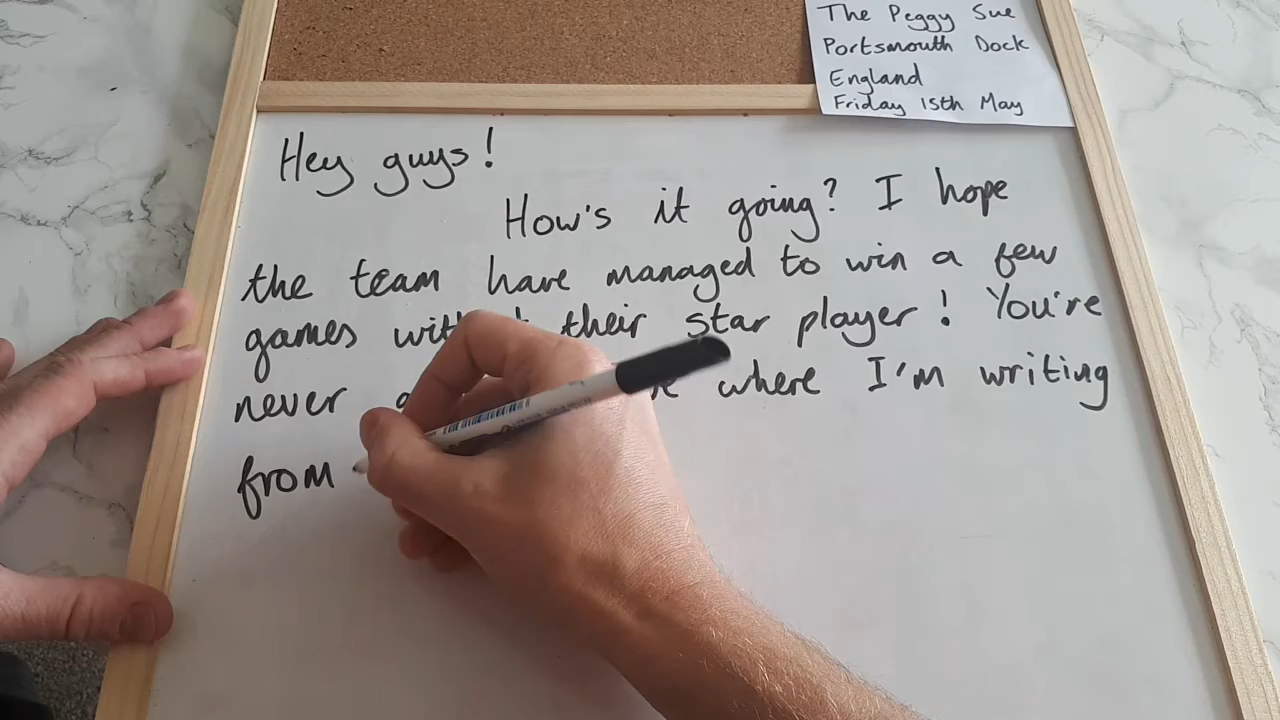 The Peggy Sue
Portsmouth Dock
England
Friday 15th May
Hey guys!
How's it going? I hope
the team have managed to win a few
games their star player! You're
never where I'm writing
from